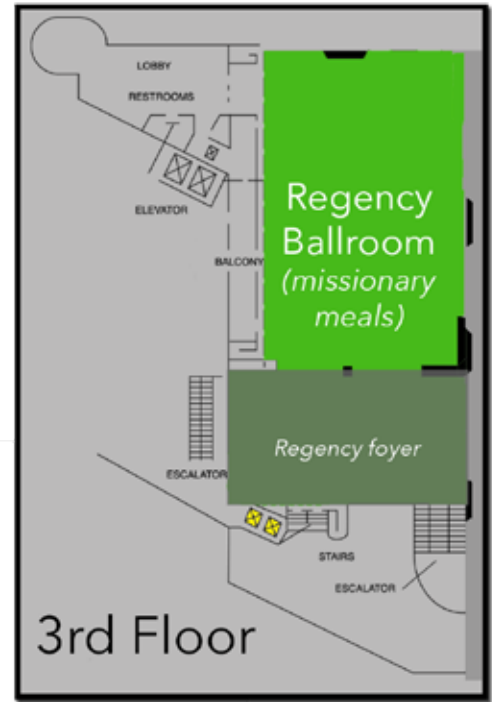 LOBBY
RESTROOMS
ELEVATOR
Regency
Ballroom
(missionary
meals)
BALCONY
Regency foyer
ESCALATOR
STAIRS
ESCALATOR
3rd Floor